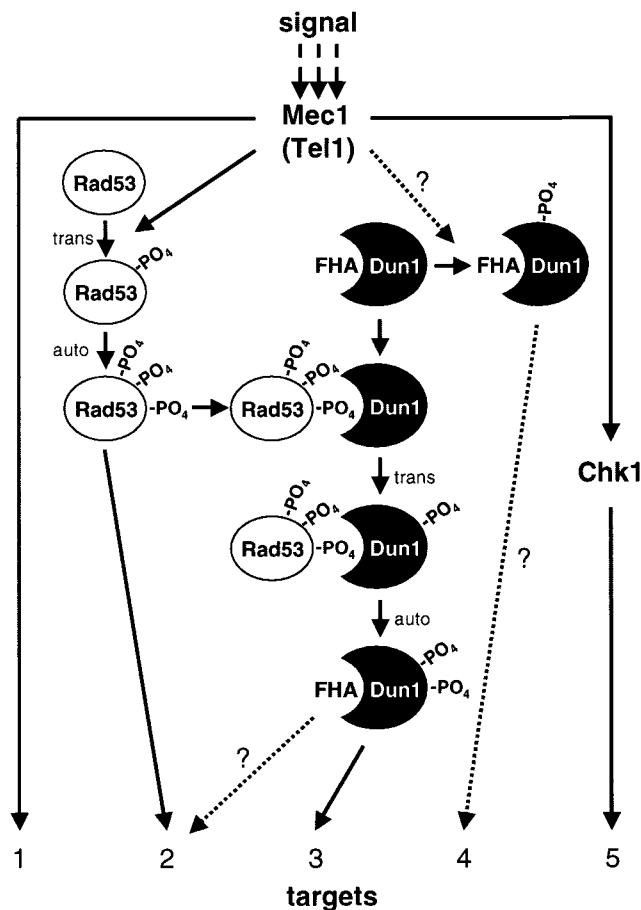 signal
Mec1
(Tel1)
Rad53
?
-PO4
trans
-PO4
Rad53
FHA Dun1
FHA Dun1
auto
-PO4
-PO4
Rad53 -PO4
-PO4
-PO4
Rad53 -PO4 Dun1
Chk1
trans
-PO4
-PO4
-PO4
Rad53 -PO4 Dun1
?
auto
-PO4
FHA Dun1 -PO4
?
1 2 3 4 5
targets